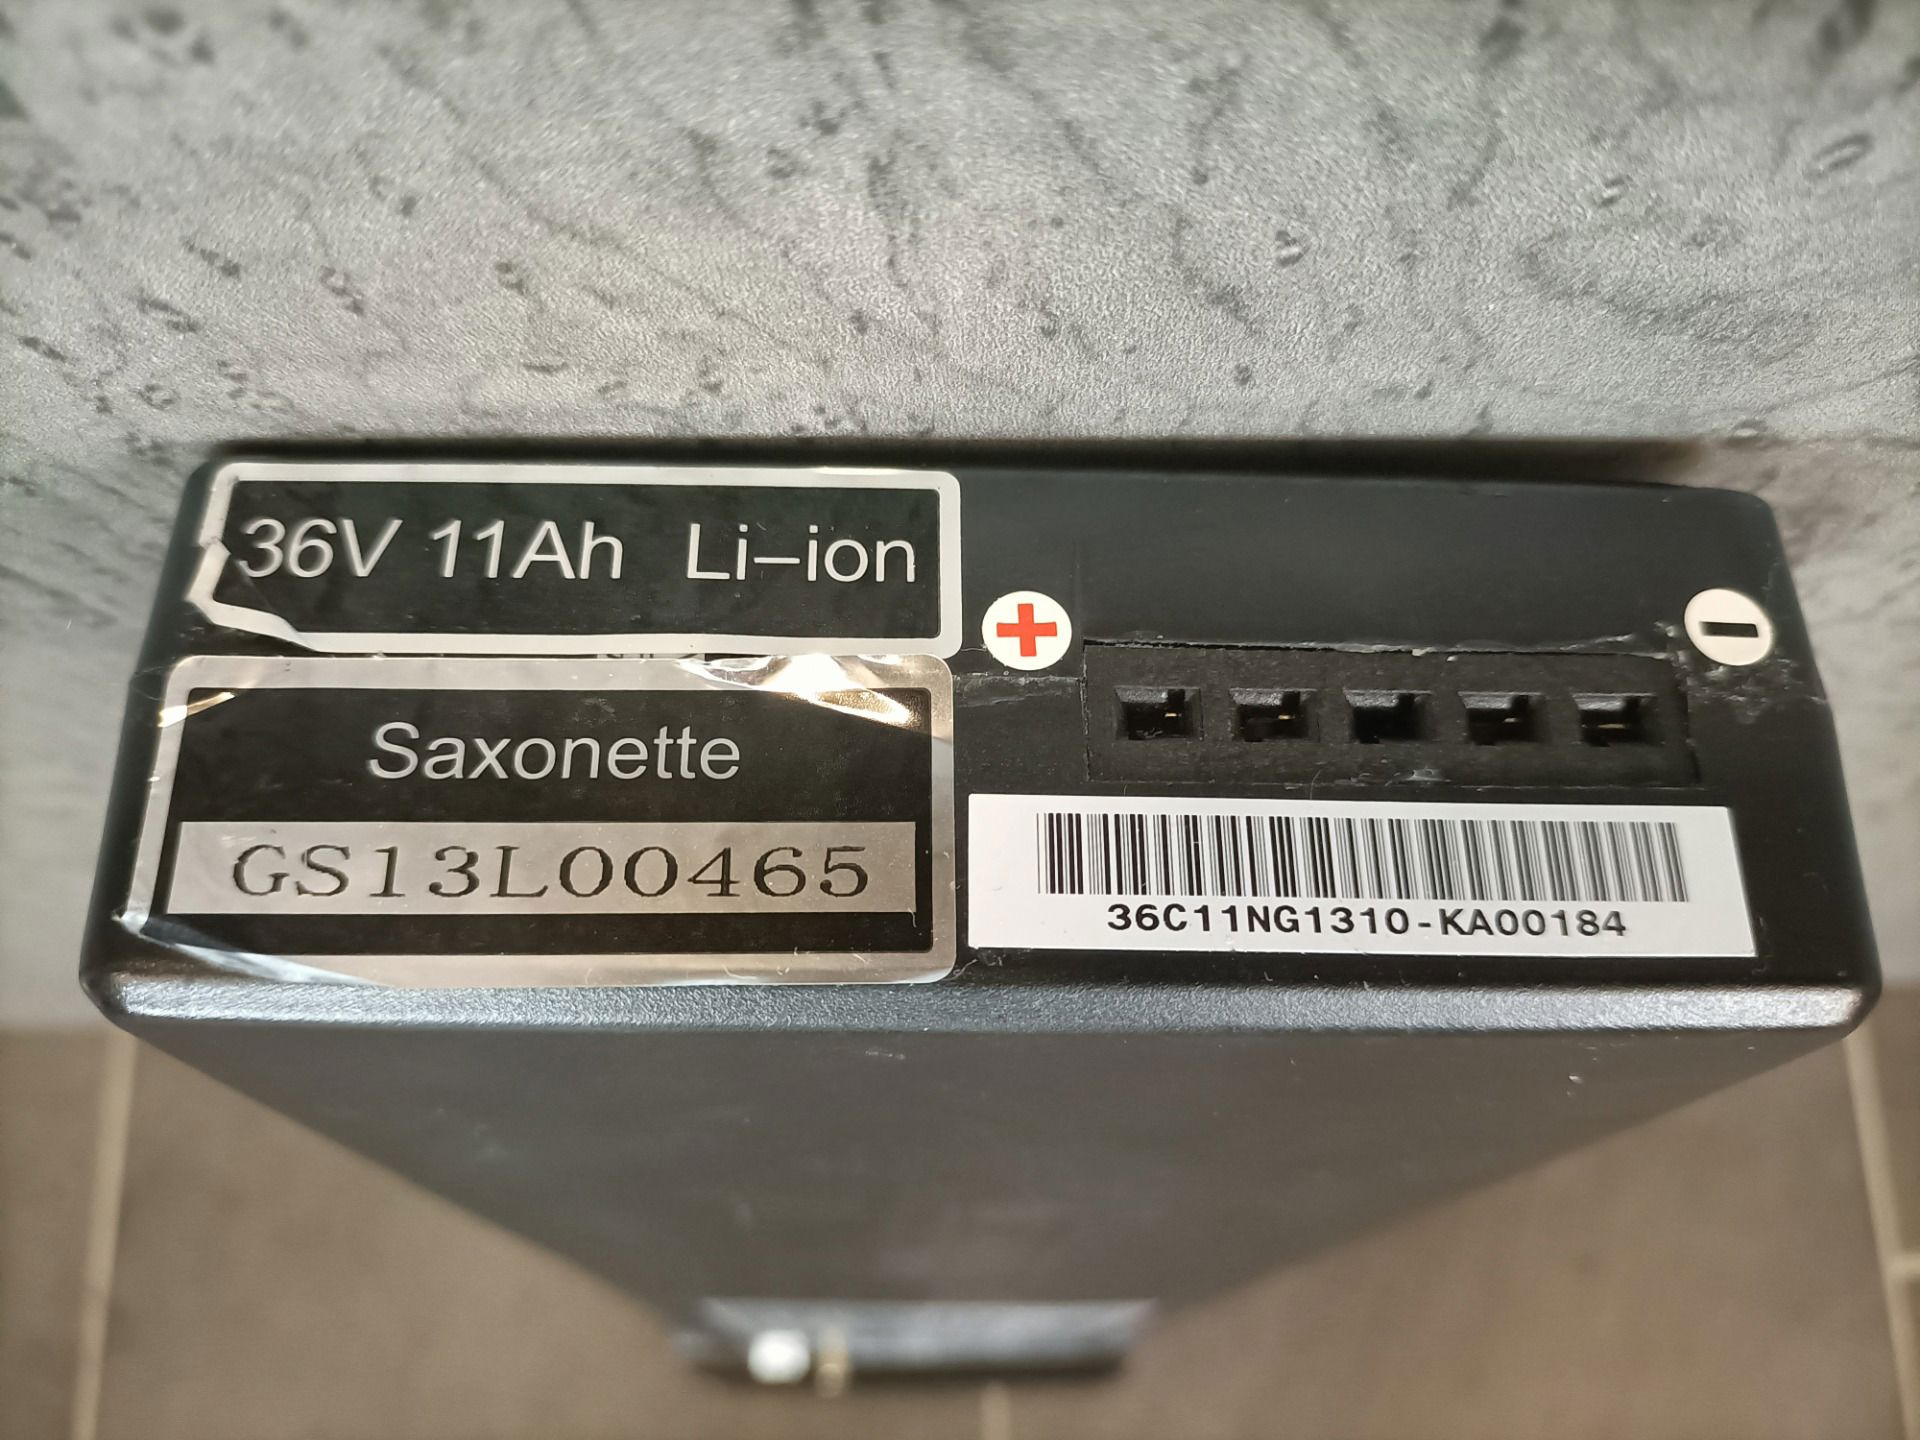 36V 11Ah Li–ion
Saxonette
GS13L00465
36C11NG1310-KA00184